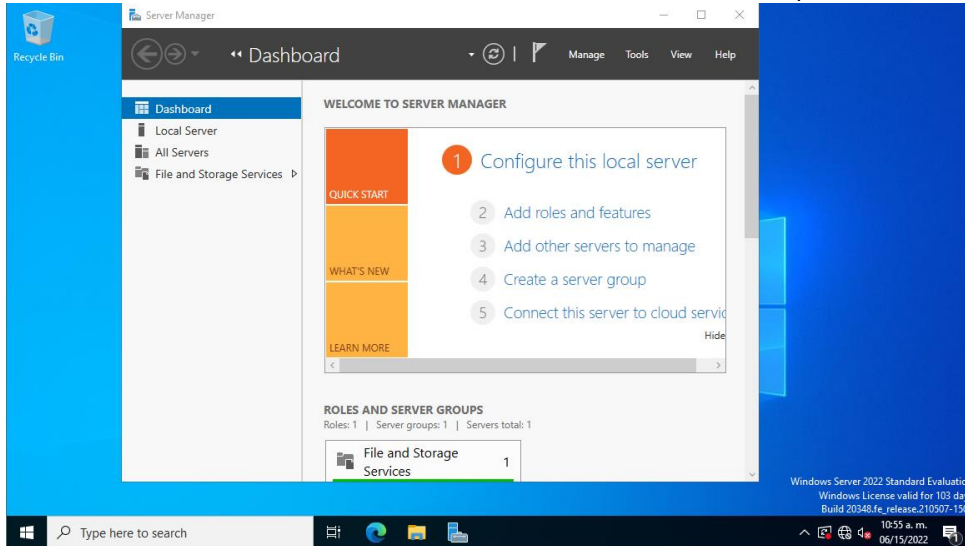 Recycle Bin
Server Manager
Dashboard
Manage Tools View Help
Dashboard
Local Server
All Servers
File and Storage Services
WELCOME TO SERVER MANAGER
QUICK START
WHAT'S NEW
LEARN MORE
1 Configure this local server
2 Add roles and features
3 Add other servers to manage
4 Create a server group
5 Connect this server to cloud servic
Hide
ROLES AND SERVER GROUPS
Roles: 1 | Server groups: 1 | Servers total: 1
File and Storage
Services
1
Windows Server 2022 Standard Evaluatio
Windows License valid for 103 da
Build 20348.fe_release.210507-150
Type here to search
10:55 a. m.
06/15/2022
1